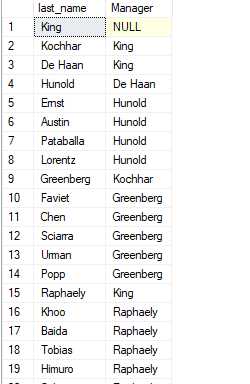 last_name Manager
1 King NULL
2 Kochhar King
3 De Haan King
4 Hunold De Haan
5 Ernst Hunold
6 Austin Hunold
7 Pataballa Hunold
8 Lorentz Hunold
9 Greenberg Kochhar
10 Faviet Greenberg
11 Chen Greenberg
12 Sciarra Greenberg
13 Urman Greenberg
14 Popp Greenberg
15 Raphaely King
16 Khoo Raphaely
17 Baida Raphaely
18 Tobias Raphaely
19 Himuro Raphaely